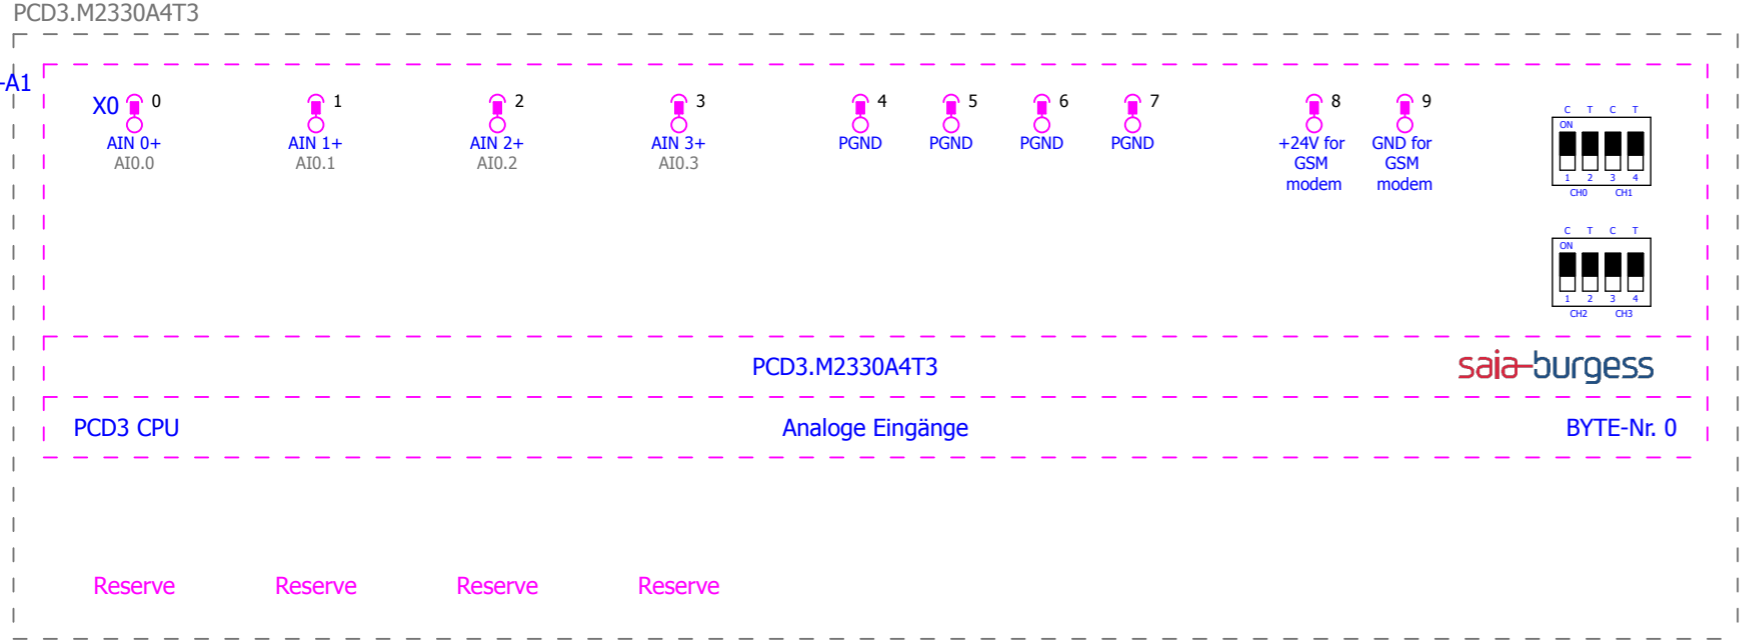 PCD3.M2330A4T3
-A1
X0 0 1 2 3 4 5 6 7 8 9
AIN 0+ AIN 1+ AIN 2+ AIN 3+ PGND PGND PGND PGND +24V for GND for
AI0.0 AI0.1 AI0.2 AI0.3 GSM GSM
modem modem
C T C T
ON
1 2 3 4
CH0 CH1
C T C T
ON
1 2 3 4
CH2 CH3
PCD3.M2330A4T3 saia-burgess
PCD3 CPU Analoge Eingänge BYTE-Nr. 0
Reserve Reserve Reserve Reserve